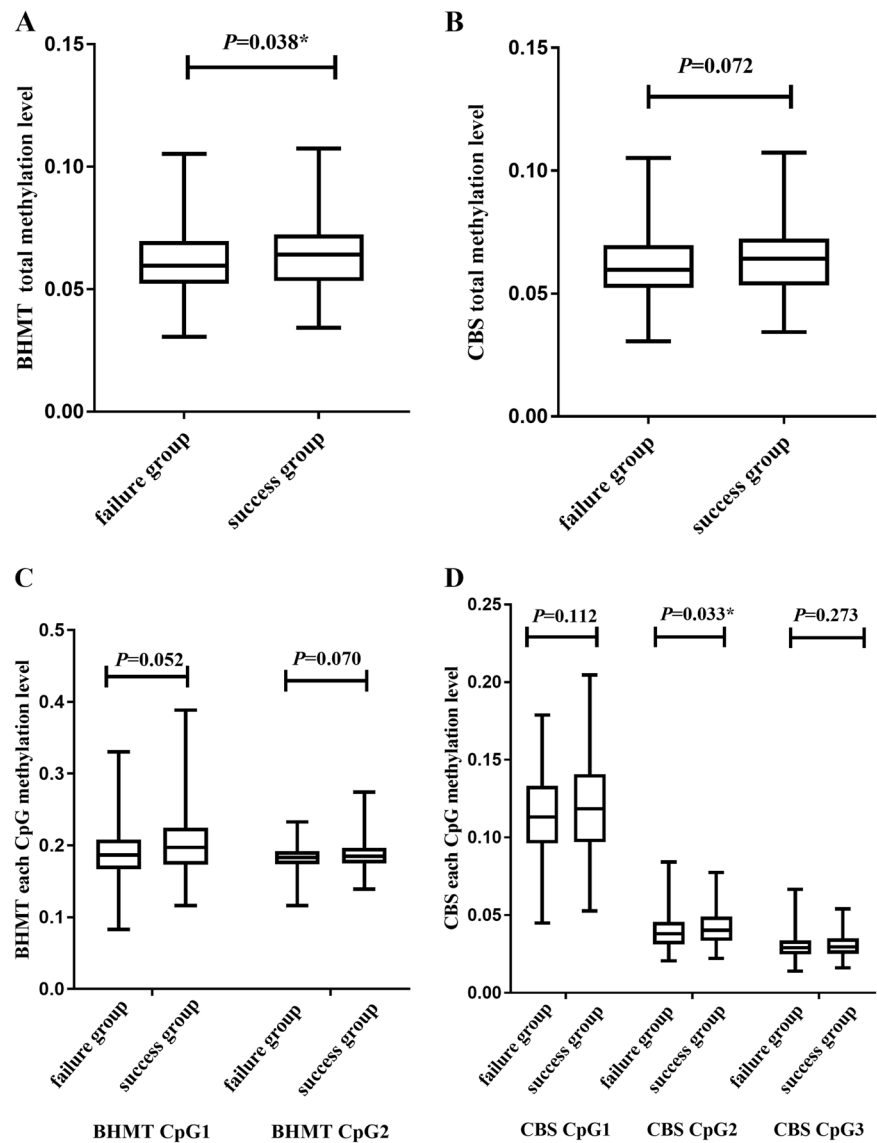 A
P=0.038*
BHMT total methylation level
0.15
0.10
0.05
0.00
failure group
success group
B
P=0.072
CBS total methylation level
0.15
0.10
0.05
0.00
failure group
success group
C
BHMT each CpG methylation level
0.5
0.4
0.3
0.2
0.1
0.0
P=0.052
P=0.070
failure group
success group
failure group
success group
BHMT CpG1
BHMT CpG2
D
CBS each CpG methylation level
0.25
0.20
0.15
0.10
0.05
0.00
P=0.112
P=0.033*
P=0.273
failure group
success group
failure group
success group
failure group
success group
CBS CpG1
CBS CpG2
CBS CpG3